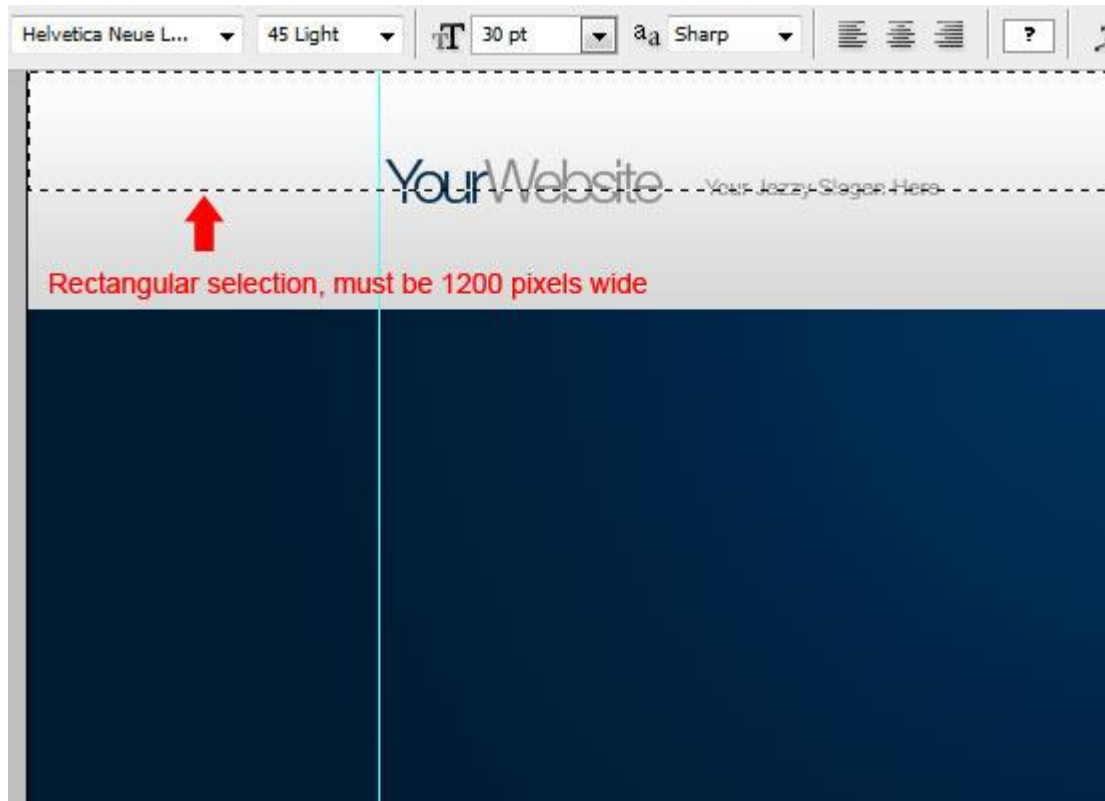 Helvetica Neue L... 45 Light 30 pt Sharp ?
YourWebsite Your Jazzy Slogan Here
Rectangular selection, must be 1200 pixels wide